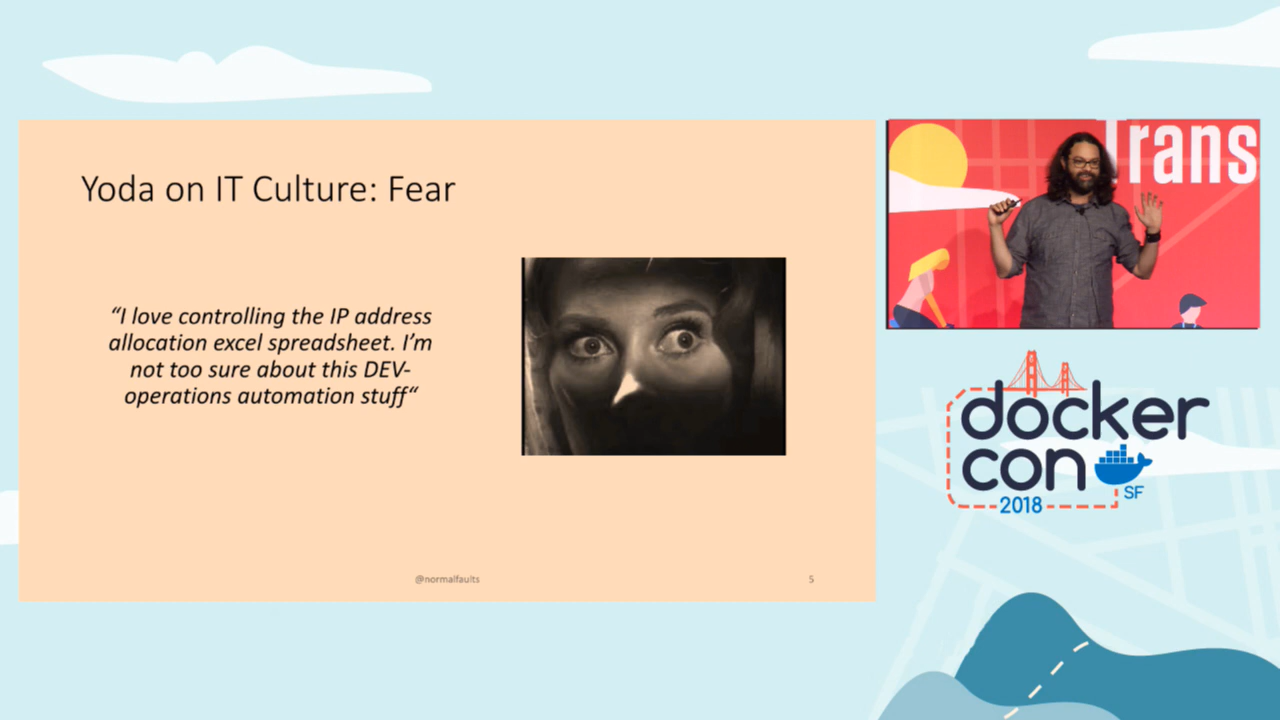 Yoda on IT Culture: Fear
“I love controlling the IP address
allocation excel spreadsheet. I’m
not too sure about this DEV-
operations automation stuff“
@normalfaults
5
Trans
docker
con
2018
SF